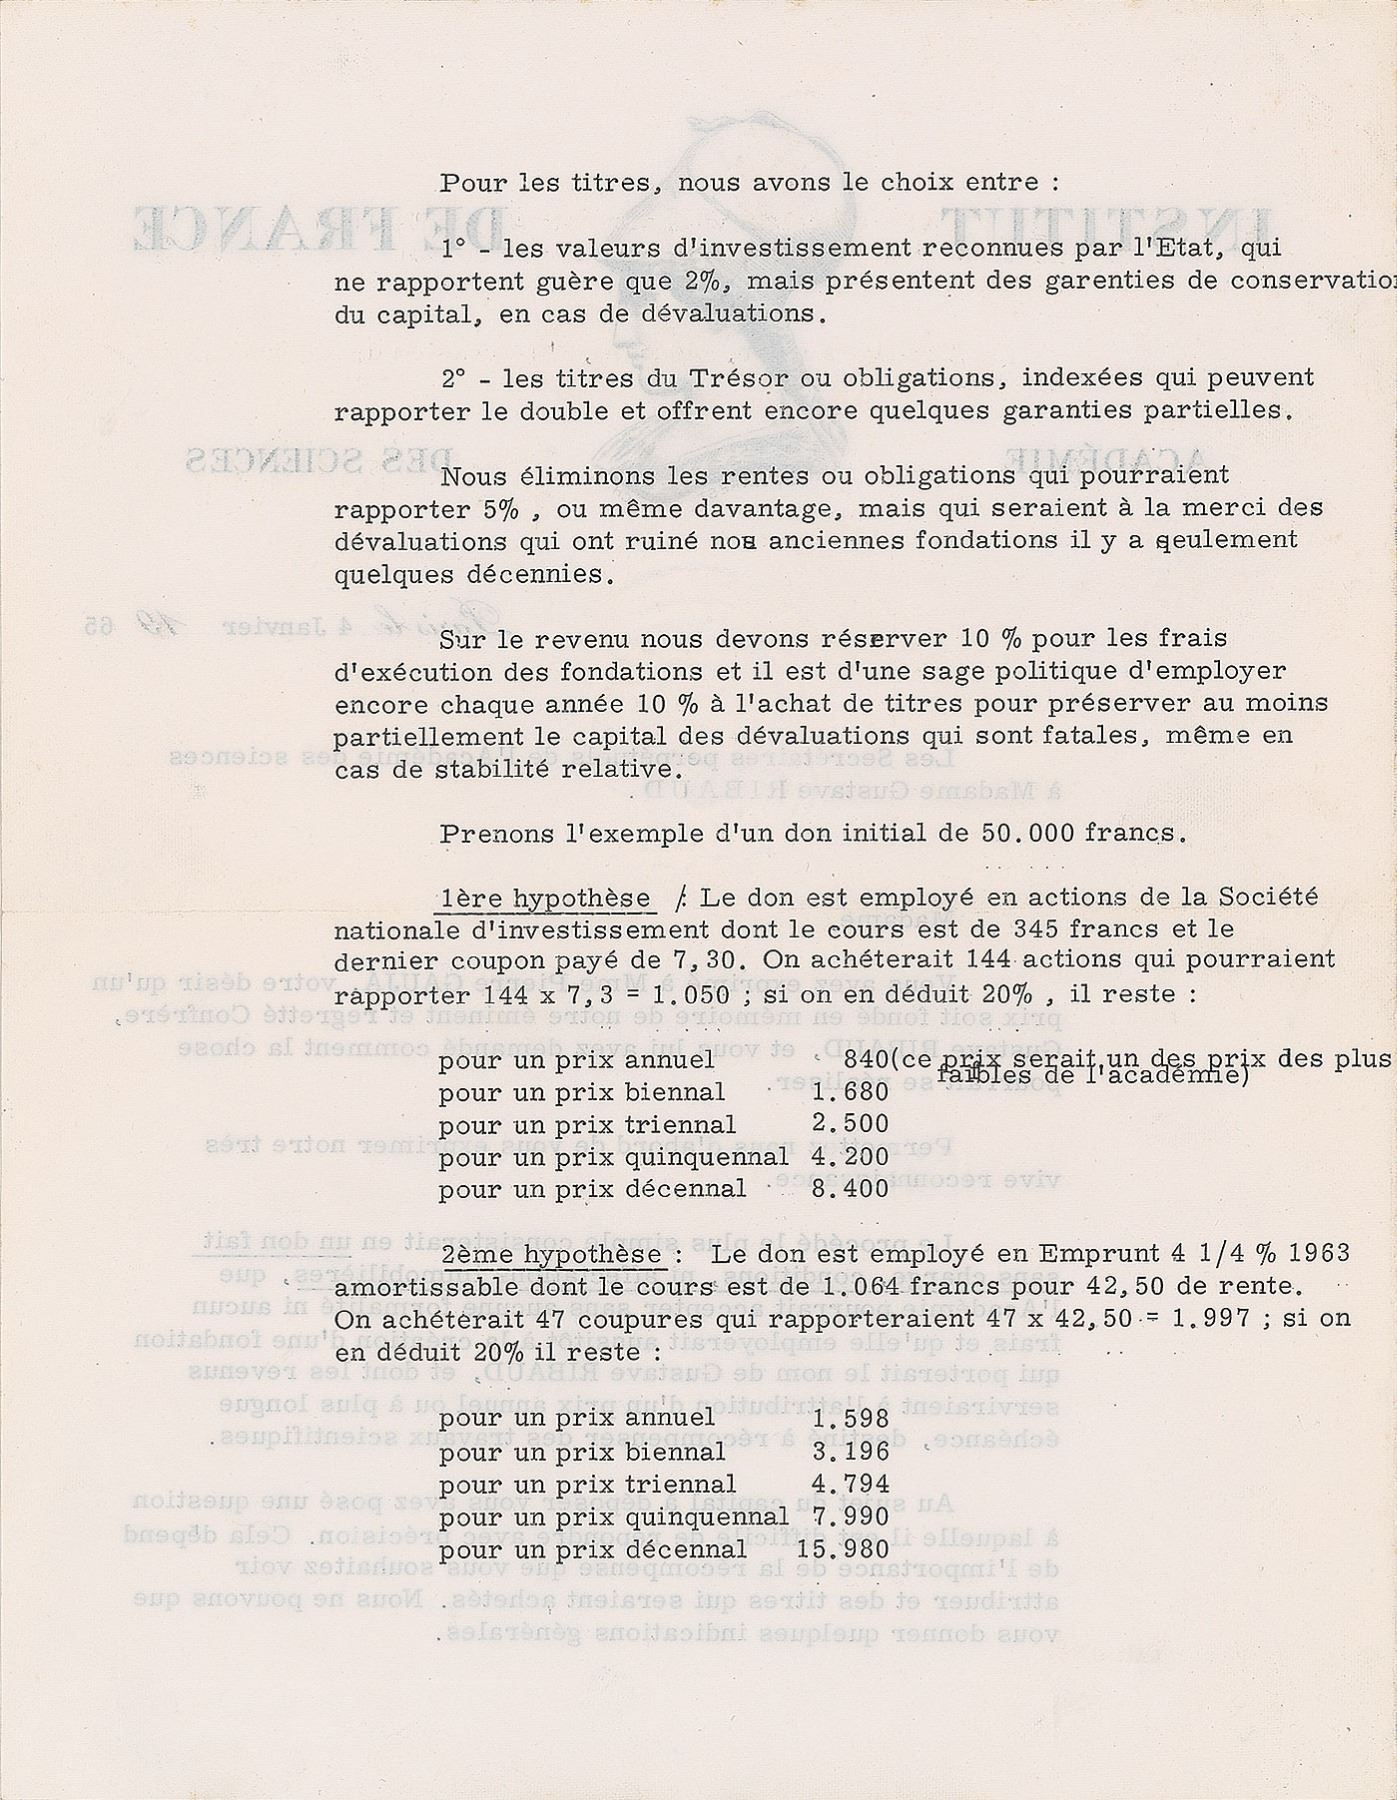 Pour les titres, nous avons le choix entre :
1° - les valeurs d'investissement reconnues par l'Etat, qui
ne rapportent guère que 2%, mais présentent des garenties de conservation
du capital, en cas de dévaluations.
2° - les titres du Trésor ou obligations, indexées qui peuvent
rapporter le double et offrent encore quelques garanties partielles.
Nous éliminons les rentes ou obligations qui pourraient
rapporter 5% , ou même davantage, mais qui seraient à la merci des
dévaluations qui ont ruiné nos anciennes fondations il y a seulement
quelques décennies.
Sur le revenu nous devons réserver 10 % pour les frais
d'exécution des fondations et il est d'une sage politique d'employer
encore chaque année 10 % à l'achat de titres pour préserver au moins
partiellement le capital des dévaluations qui sont fatales, même en
cas de stabilité relative.
Prenons l'exemple d'un don initial de 50.000 francs.
1ère hypothèse /: Le don est employé en actions de la Société
nationale d'investissement dont le cours est de 345 francs et le
dernier coupon payé de 7,30. On achéterait 144 actions qui pourraient
rapporter 144 x 7,3 = 1.050 ; si on en déduit 20% , il reste :
pour un prix annuel 840(ce prix serait un des prix des plus
faibles de l'académie)
pour un prix biennal 1.680
pour un prix triennal 2.500
pour un prix quinquennal 4.200
pour un prix décennal 8.400
2ème hypothèse : Le don est employé en Emprunt 4 1/4 % 1963
amortissable dont le cours est de 1.064 francs pour 42,50 de rente.
On achéterait 47 coupures qui rapporteraient 47 x 42,50 = 1.997 ; si on
en déduit 20% il reste :
pour un prix annuel 1.598
pour un prix biennal 3.196
pour un prix triennal 4.794
pour un prix quinquennal 7.990
pour un prix décennal 15.980